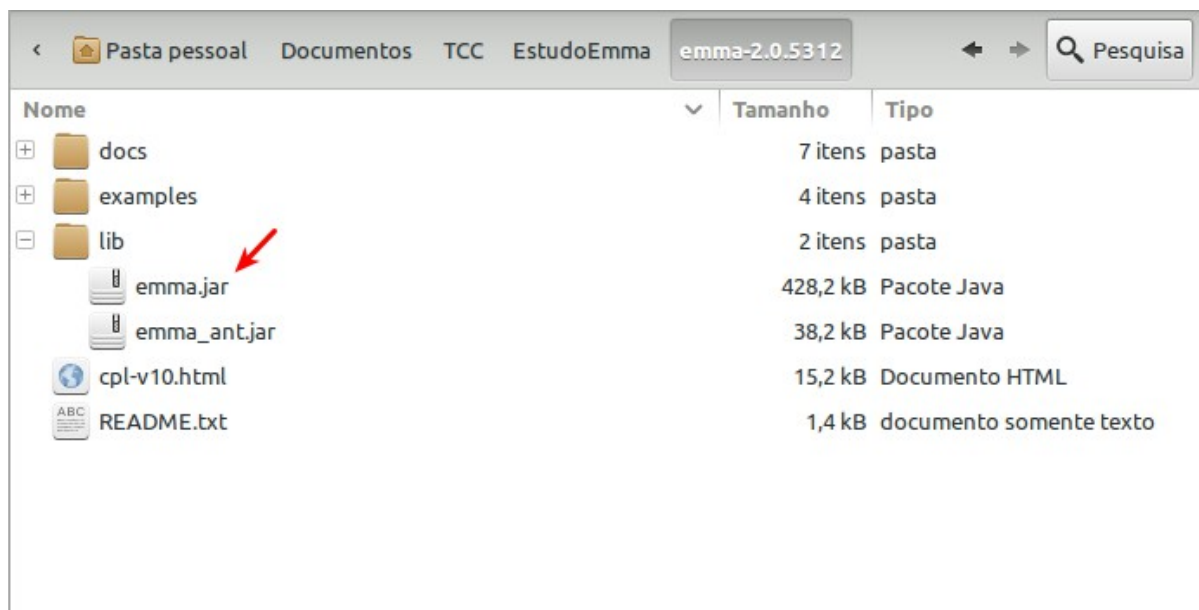 Pasta pessoal Documentos TCC EstudoEmma emma-2.0.5312 Pesquisa
Nome Tamanho Tipo
docs 7 itens pasta
examples 4 itens pasta
lib 2 itens pasta
emma.jar 428,2 kB Pacote Java
emma_ant.jar 38,2 kB Pacote Java
cpl-v10.html 15,2 kB Documento HTML
ABC
README.txt 1,4 kB documento somente texto